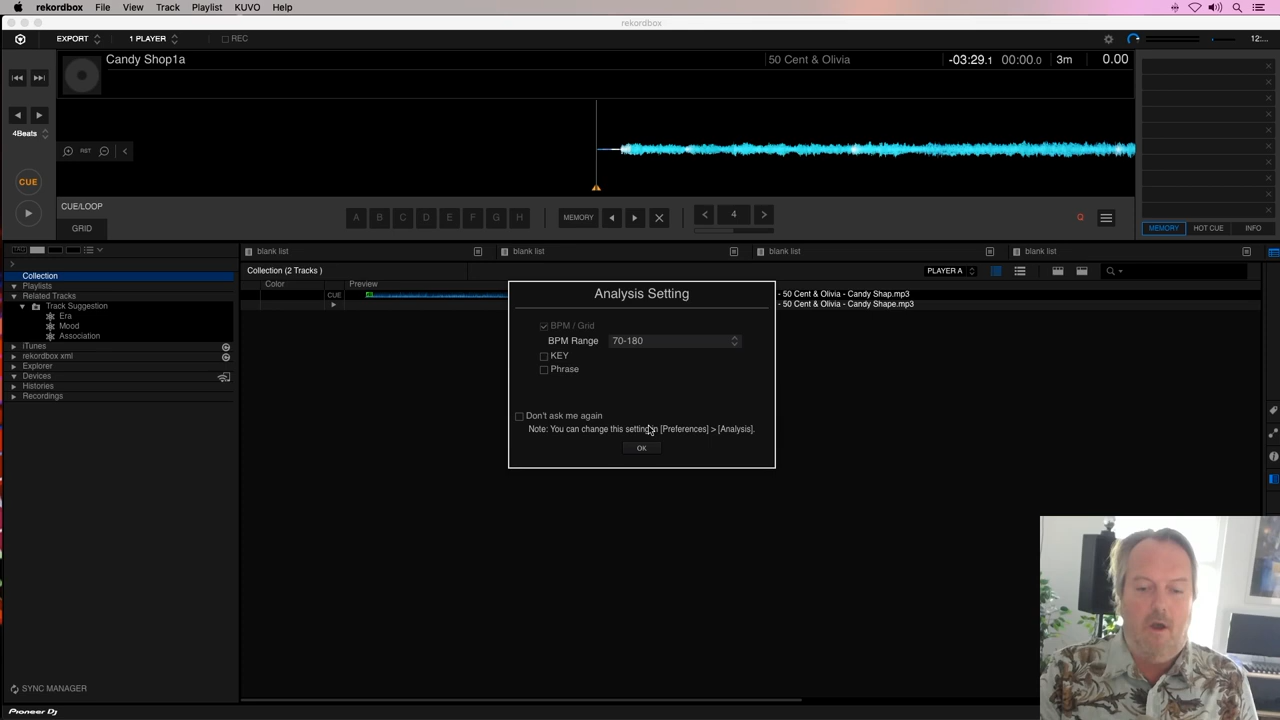 rekordbox File View Track Playlist KUVO Help
rekordbox
EXPORT 1 PLAYER REC 12:...
Candy Shop1a 50 Cent & Olivia -03:29.1 00:00.0 3m 0.00
4Beats
RST
CUE
CUE/LOOP
GRID
A B C D E F G H MEMORY 4
MEMORY HOT CUE INFO
blank list blank list blank list blank list
Collection (2 Tracks ) PLAYER A
Color Preview
CUE
- 50 Cent & Olivia - Candy Shap.mp3
- 50 Cent & Olivia - Candy Shape.mp3
Collection
Playlists
Related Tracks
Track Suggestion
Era
Mood
Association
iTunes
rekordbox xml
Explorer
Devices
Histories
Recordings
Analysis Setting
BPM / Grid
BPM Range 70-180
KEY
Phrase
Don't ask me again
Note: You can change this setting in [Preferences] > [Analysis].
OK
SYNC MANAGER
Pioneer Dj